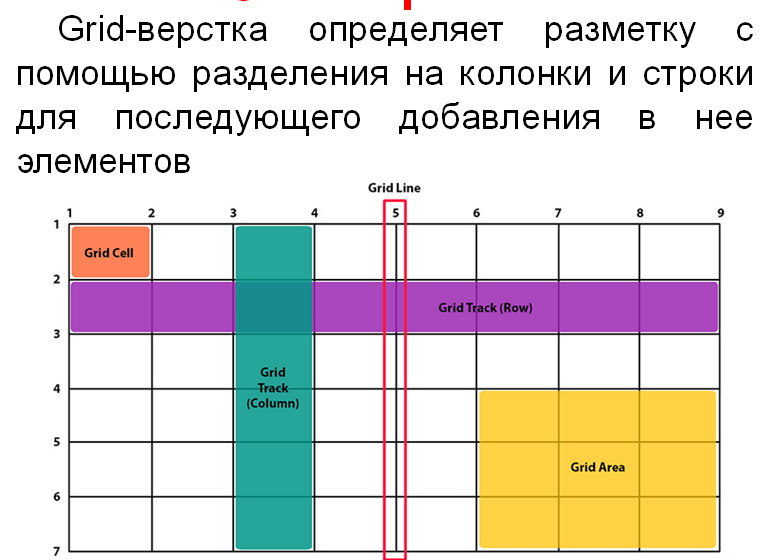 Grid-верстка определяет разметку с
помощью разделения на колонки и строки
для последующего добавления в нее
элементов
Grid Line
1 2 3 4 5 6 7 8 9
1
Grid Cell
2
Grid Track (Row)
3
Grid
Track
(Column)
4
5
Grid Area
6
7